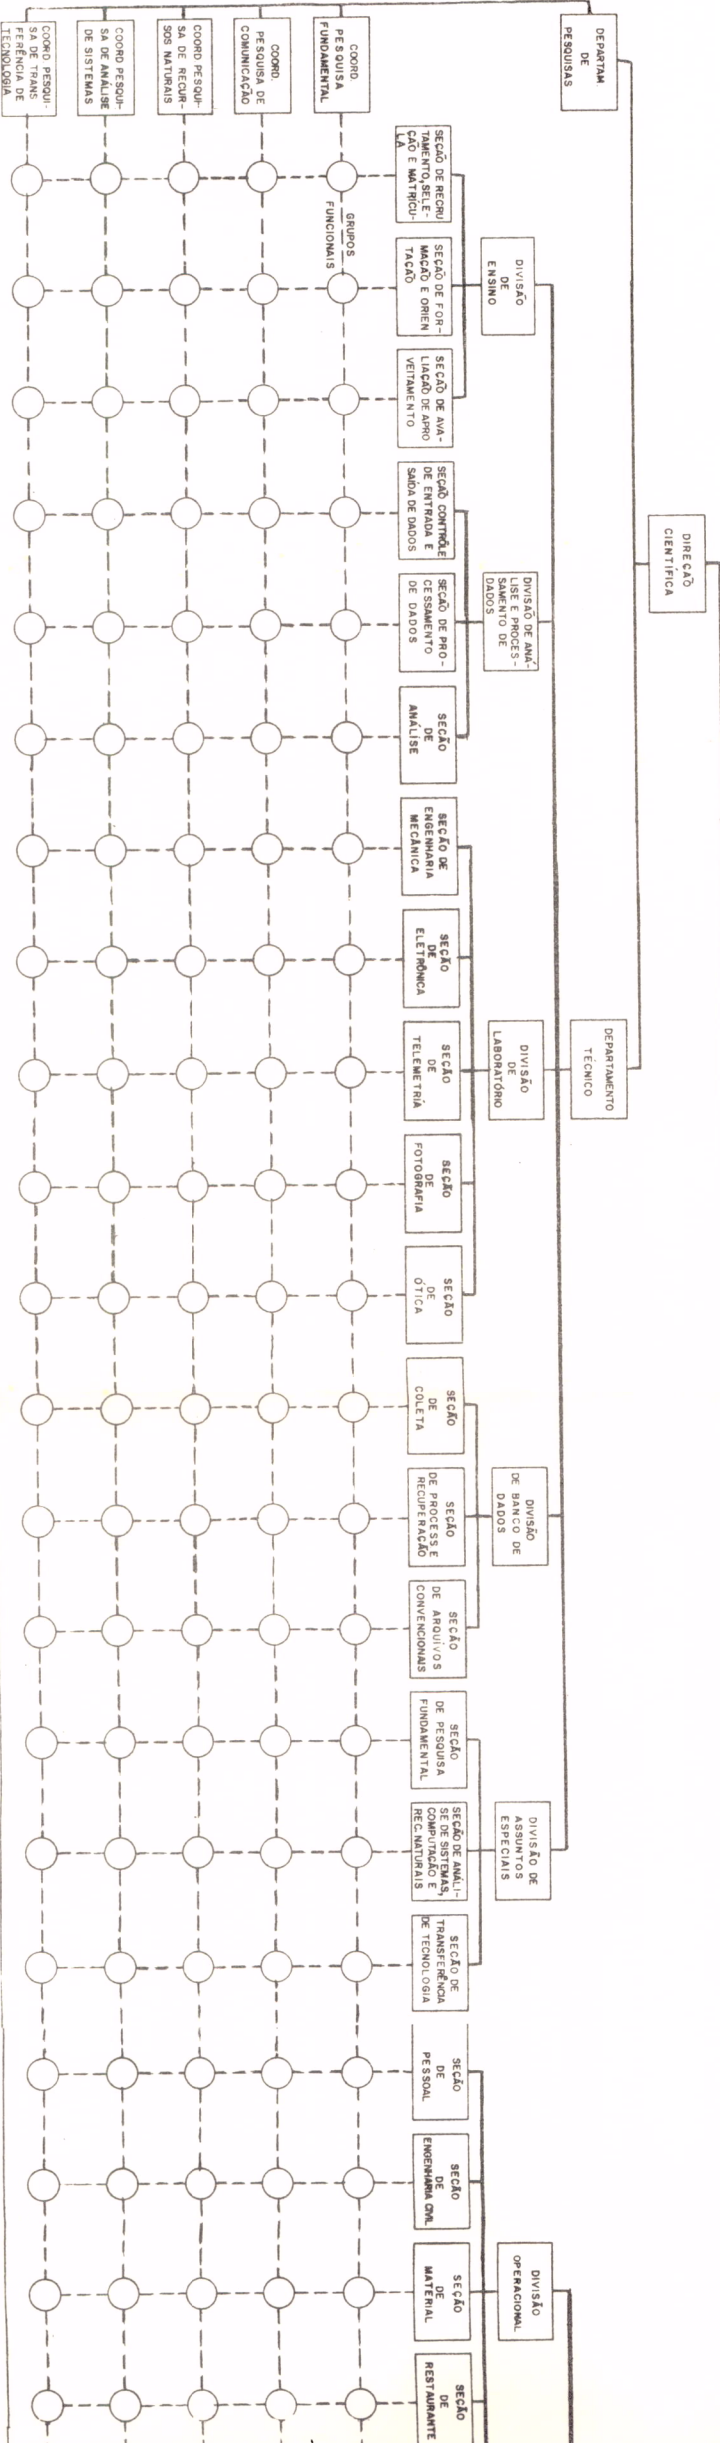 DIREÇÃO
CIENTÍFICA
DEPARTAM
DE
PESQUISAS
DEPARTAMENTO
TÉCNICO
DIVISÃO
DE
ENSINO
DIVISÃO DE ANÁ-
LISE E PROCES-
SAMENTO DE
DADOS
DIVISÃO
DE
LABORATÓRIO
DIVISÃO
DE BANCO DE
DADOS
DIVISÃO DE
ASSUNTOS
ESPECIAIS
DIVISÃO
OPERACIONAL
SEÇÃO DE RECRU
TAMENTO, SELE-
ÇÃO E MATRÍCU-
LA
SEÇÃO DE FOR-
MAÇÃO E ORIEN
TAÇÃO
SEÇÃO DE AVA-
LIAÇÃO DE APRO
VEITAMENTO
SEÇAÕ CONTRÔLE
DE ENTRADA E
SAÍDA DE DADOS
SEÇÃO DE PRO-
CESSAMENTO
DE DADOS
SEÇÃO
DE
ANÁLISE
SEÇÃO DE
ENGENHARIA
MECÂNICA
SEÇÃO
DE
ELETRÔNICA
SEÇÃO
DE
TELEMETRIA
SEÇÃO
DE
FOTOGRAFIA
SEÇÃO
DE
ÓTICA
SEÇÃO
DE
COLETA
SEÇÃO
DE PROCESS E
RECUPERAÇÃO
SEÇÃO
DE ARQUIVOS
CONVENCIONAIS
SEÇÃO
DE PESQUISA
FUNDAMENTAL
SEÇÃO DE ANÁLI-
SE DE SISTEMAS,
COMPUTAÇÃO E
REC. NATURAIS
SEÇÃO DE
TRANSFERÊNCIA
DE TECNOLOGIA
SEÇÃO
DE
PESSOAL
SEÇÃO
DE
ENGENHARIA CIVIL
SEÇÃO
DE
MATERIAL
SEÇÃO
DE
RESTAURANTE
COORD.
PESQUISA
FUNDAMENTAL
GRUPOS
FUNCIONAIS
COORD.
PESQUISA DE
COMUNICAÇÃO
COORD PESQUI-
SA DE RECUR-
SOS NATURAIS
COORD PESQUI-
SA DE ANÁLISE
DE SISTEMAS
COORD PESQUI-
SA DE TRANS
FERÊNCIA DE
TECNOLOGIA